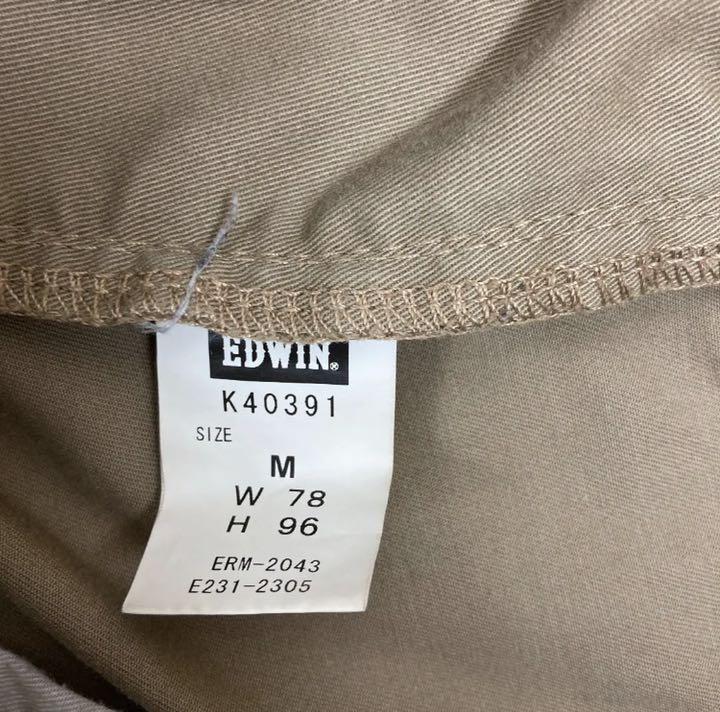 EDWIN®
K40391
SIZE
M
W 78
H 96
ERM-2043
E231-2305